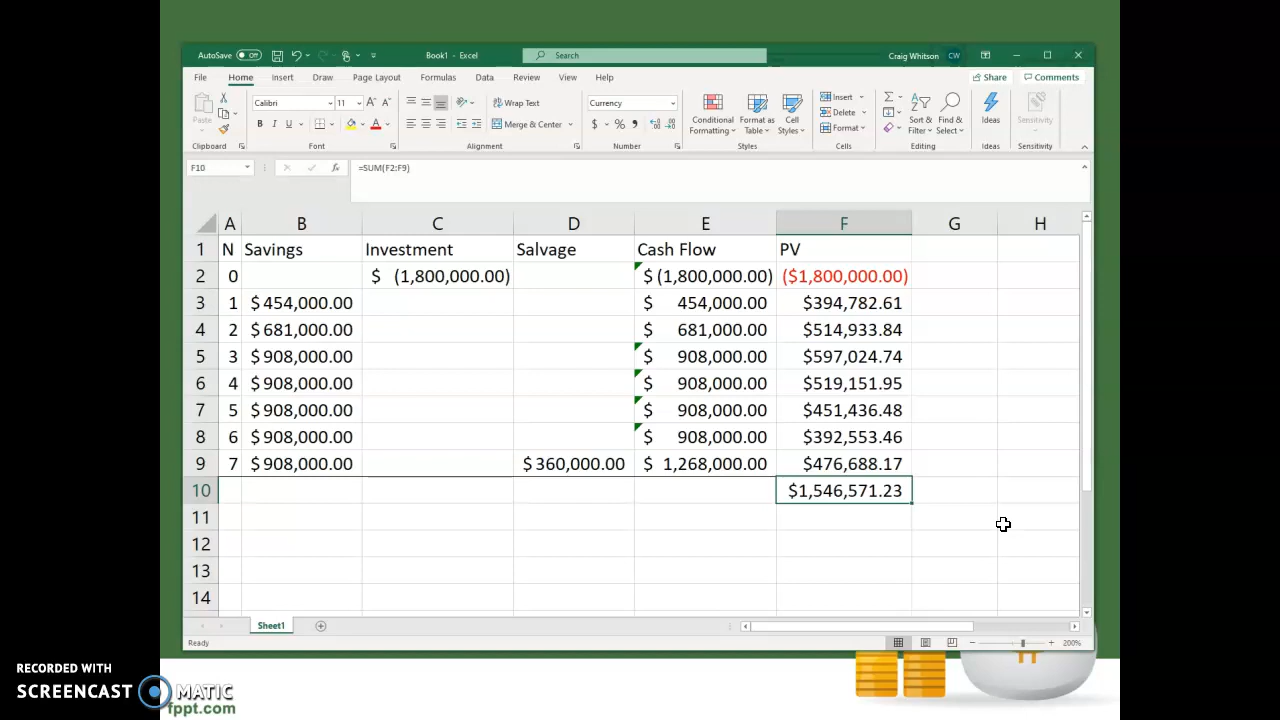 AutoSave Off Book1 - Excel Search Craig Whitson CW
File Home Insert Draw Page Layout Formulas Data Review View Help Share Comments
Paste Calibri 11 A A Wrap Text Currency Conditional Formatting Format as Table Cell Styles Insert Σ Sort & Filter Find & Select Ideas Sensitivity
B I U A Merge & Center $ % , Delete
Format
Clipboard Font Alignment Number Styles Cells Editing Ideas Sensitivity
F10 fx =SUM(F2:F9)
A B C D E F G H
1 N Savings Investment Salvage Cash Flow PV
2 0 $ (1,800,000.00) $ (1,800,000.00) ($1,800,000.00)
3 1 $ 454,000.00 $ 454,000.00 $394,782.61
4 2 $ 681,000.00 $ 681,000.00 $514,933.84
5 3 $ 908,000.00 $ 908,000.00 $597,024.74
6 4 $ 908,000.00 $ 908,000.00 $519,151.95
7 5 $ 908,000.00 $ 908,000.00 $451,436.48
8 6 $ 908,000.00 $ 908,000.00 $392,553.46
9 7 $ 908,000.00 $ 360,000.00 $ 1,268,000.00 $476,688.17
10 $1,546,571.23
11
12
13
14
Sheet1
Ready 200%
RECORDED WITH
SCREENCAST MATIC
fppt.com